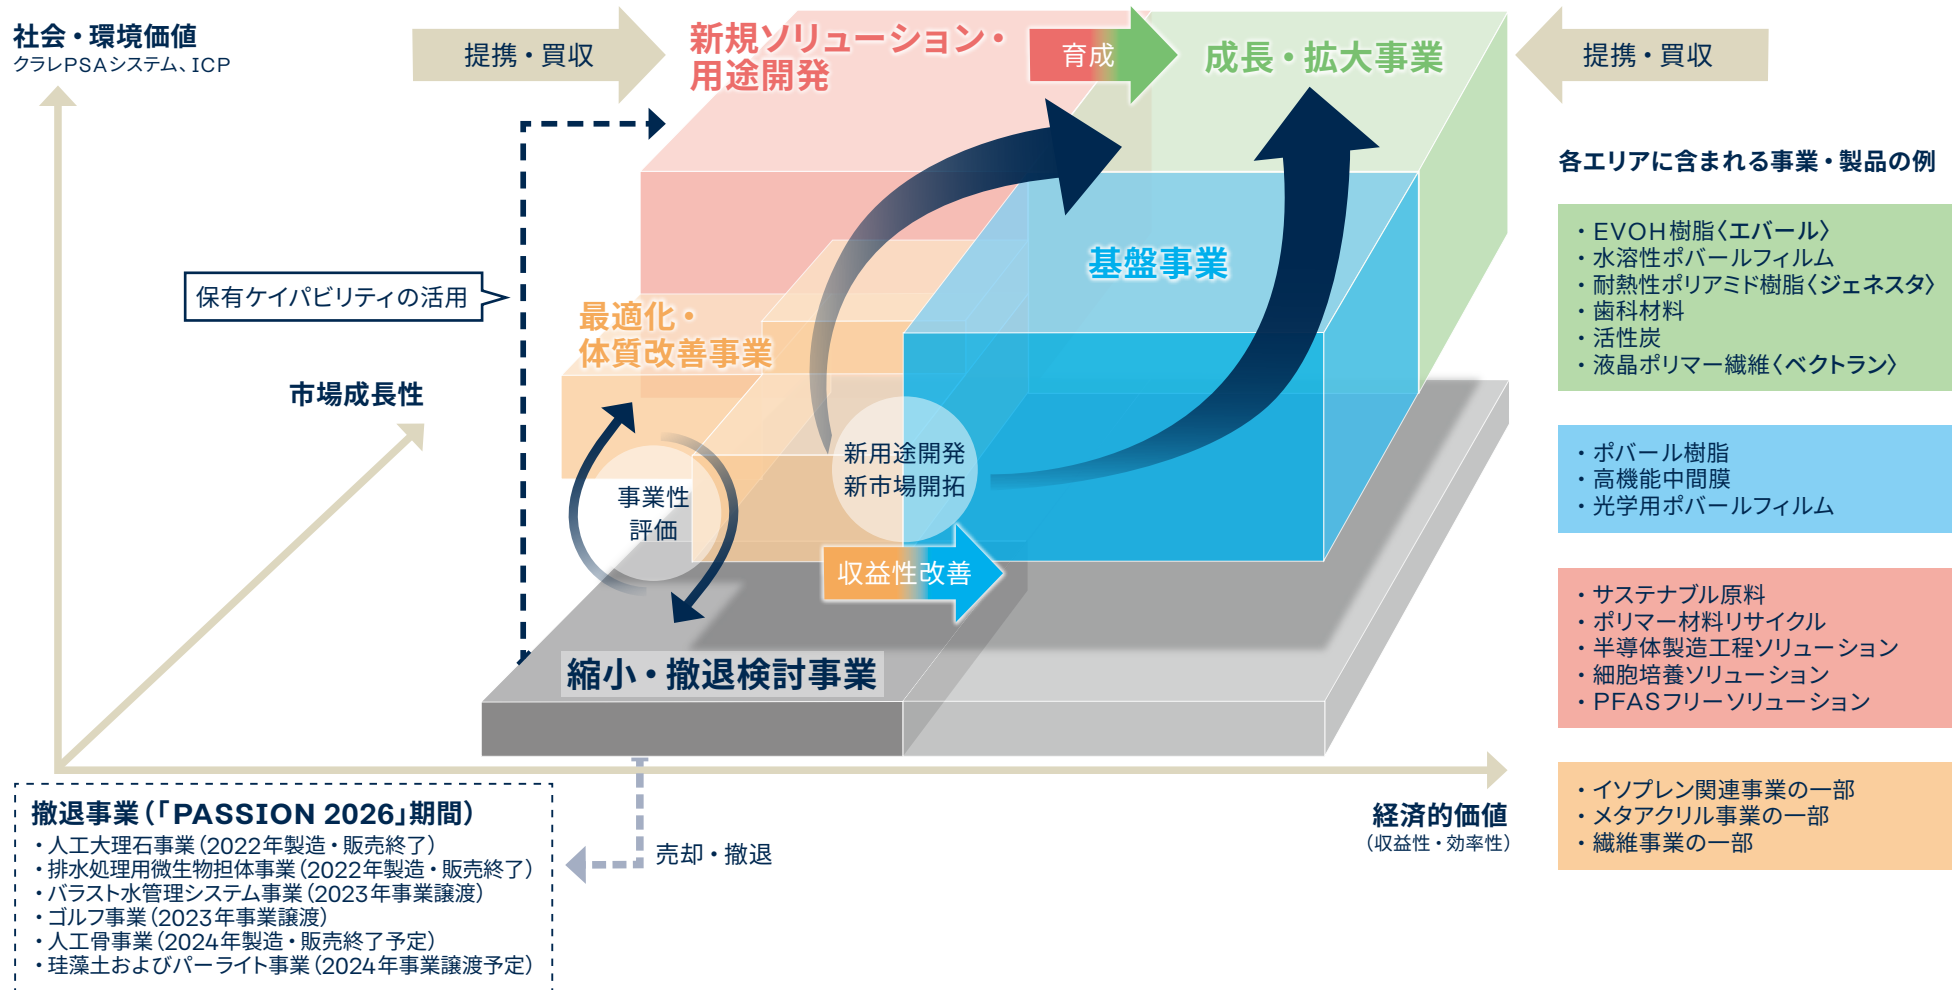 社会・環境価値
クラレPSAシステム、ICP
提携・買収
新規ソリューション・
用途開発
育成
成長・拡大事業
提携・買収
保有ケイパビリティの活用
最適化・
体質改善事業
基盤事業
市場成長性
新用途開発
新市場開拓
事業性
評価
収益性改善
縮小・撤退検討事業
経済的価値
(収益性・効率性)
売却・撤退
撤退事業(「PASSION 2026」期間)
・人工大理石事業(2022年製造・販売終了)
・排水処理用微生物担体事業(2022年製造・販売終了)
・バラスト水管理システム事業(2023年事業譲渡)
・ゴルフ事業(2023年事業譲渡)
・人工骨事業(2024年製造・販売終了予定)
・珪藻土およびパーライト事業(2024年事業譲渡予定)
各エリアに含まれる事業・製品の例
・EVOH樹脂〈エバール〉
・水溶性ポバールフィルム
・耐熱性ポリアミド樹脂〈ジェネスタ〉
・歯科材料
・活性炭
・液晶ポリマー繊維〈ベクトラン〉
・ポバール樹脂
・高機能中間膜
・光学用ポバールフィルム
・サステナブル原料
・ポリマー材料リサイクル
・半導体製造工程ソリューション
・細胞培養ソリューション
・PFASフリーソリューション
・イソプレン関連事業の一部
・メタアクリル事業の一部
・繊維事業の一部